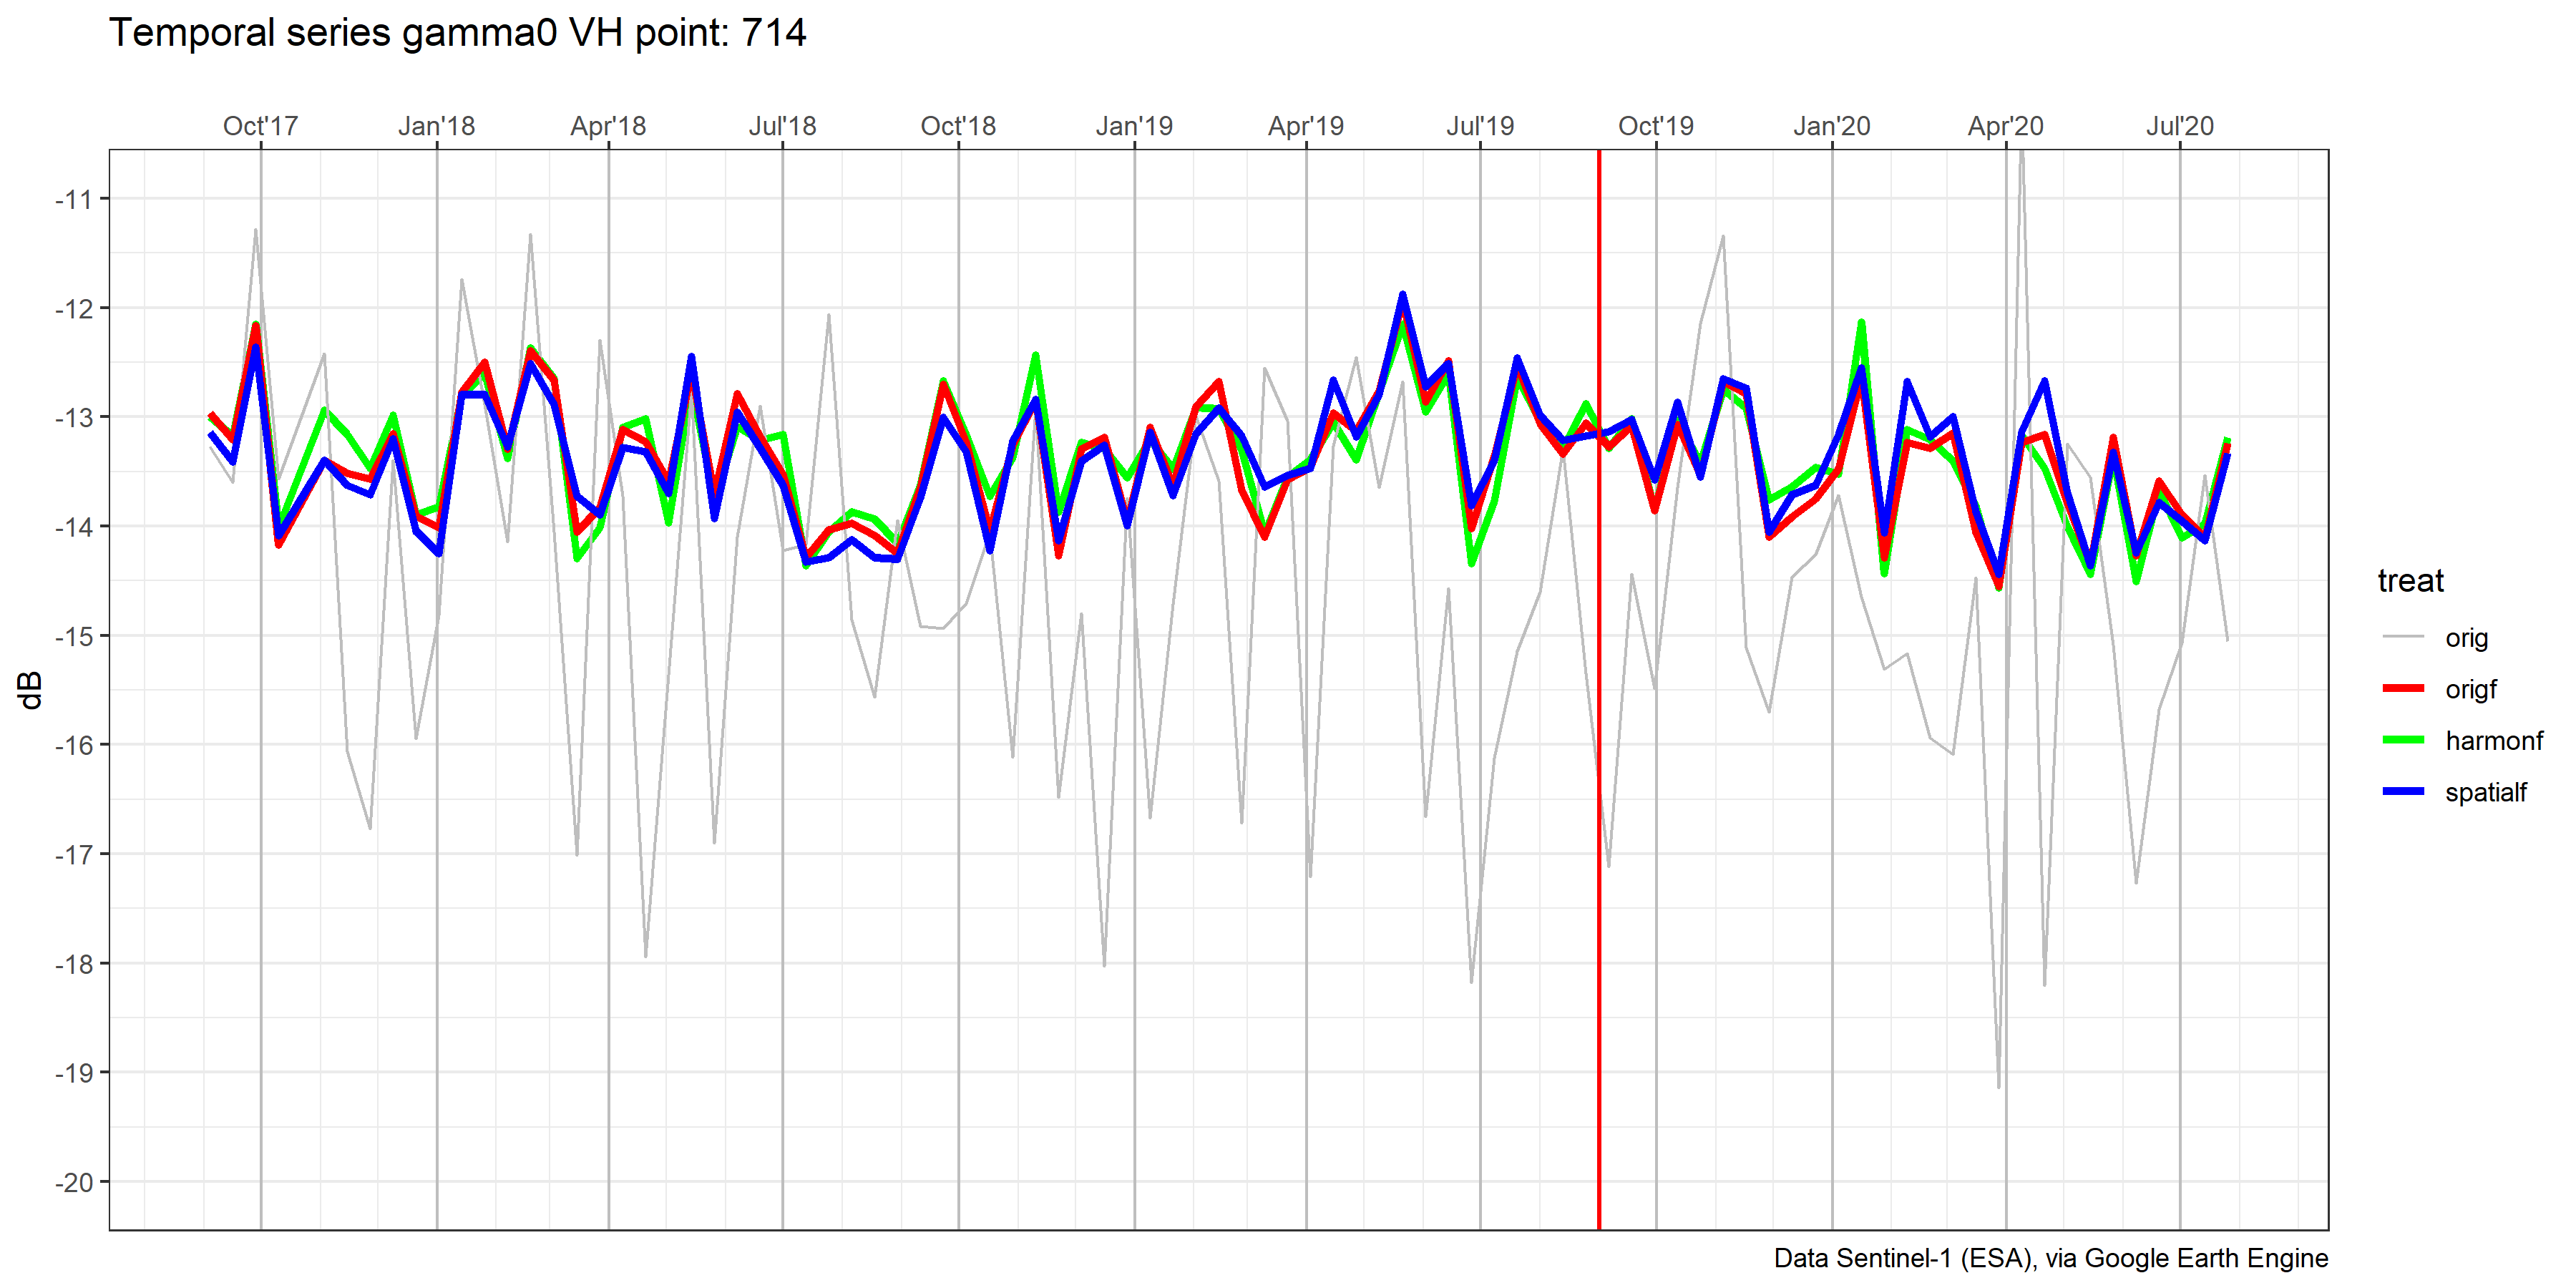 Temporal series gamma0 VH point: 714
Oct'17 Jan'18 Apr'18 Jul'18 Oct'18 Jan'19 Apr'19 Jul'19 Oct'19 Jan'20 Apr'20 Jul'20
-11
-12
-13
-14
-15
-16
-17
-18
-19
-20
dB
treat
orig
origf
harmonf
spatialf
Data Sentinel-1 (ESA), via Google Earth Engine